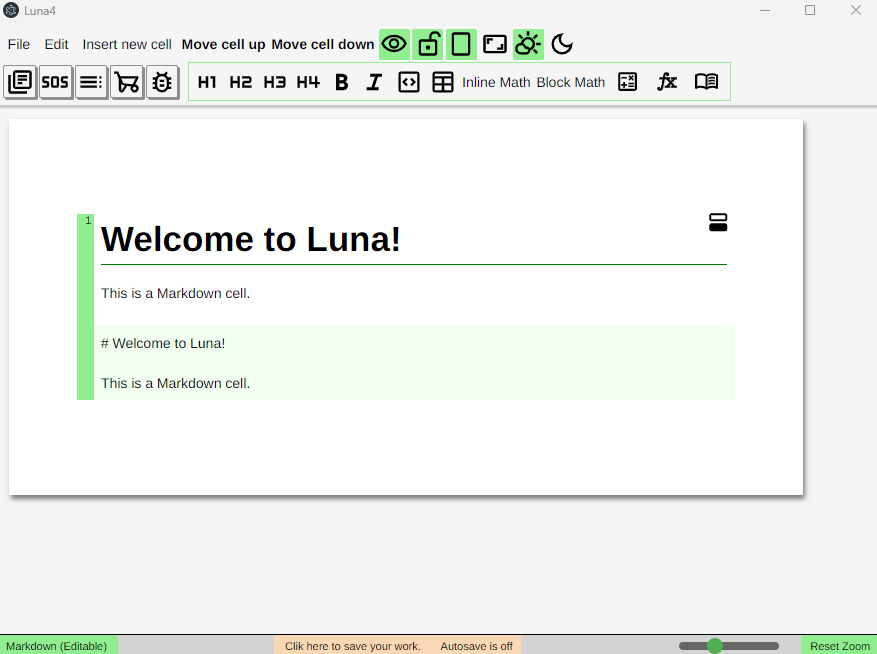 Luna4
File Edit Insert new cell Move cell up Move cell down
SOS H1 H2 H3 H4 B I Inline Math Block Math fx
1
Welcome to Luna!
This is a Markdown cell.
# Welcome to Luna!
This is a Markdown cell.
Markdown (Editable) Clik here to save your work. Autosave is off Reset Zoom